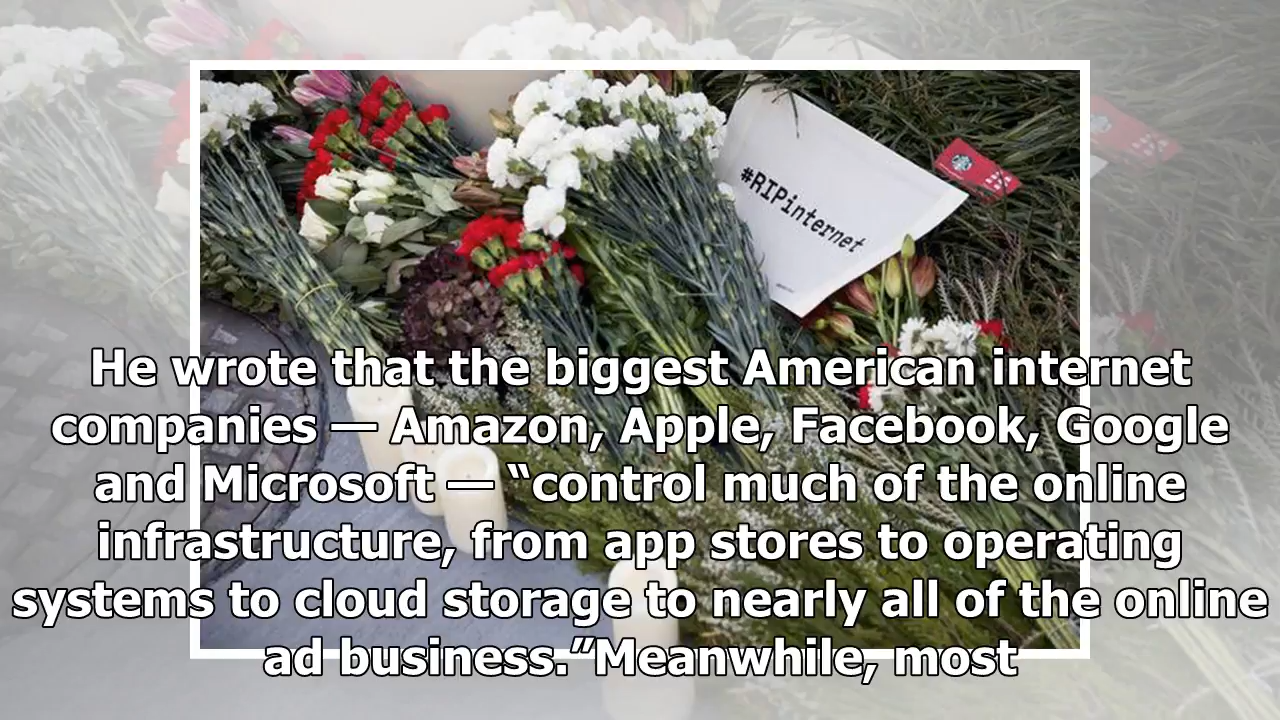 #RIPinternet
He wrote that the biggest American internet
companies — Amazon, Apple, Facebook, Google
and Microsoft — “control much of the online
infrastructure, from app stores to operating
systems to cloud storage to nearly all of the online
ad business.”Meanwhile, most